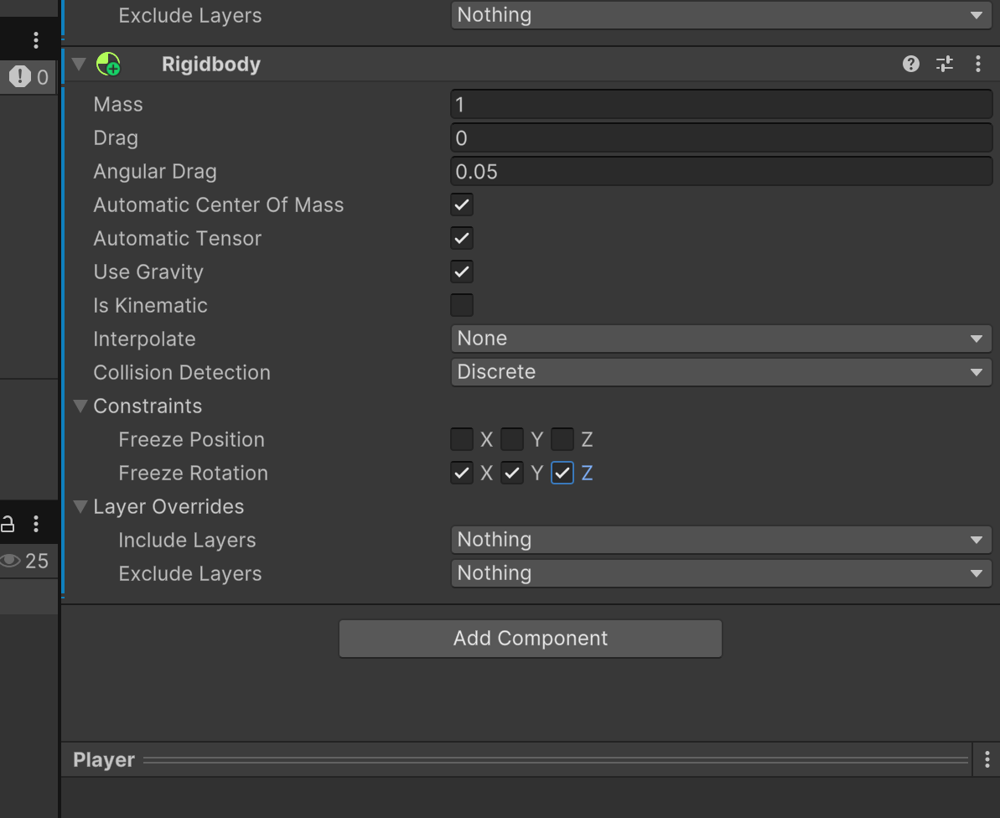 Exclude Layers Nothing
Rigidbody
0
Mass 1
Drag 0
Angular Drag 0.05
Automatic Center Of Mass
Automatic Tensor
Use Gravity
Is Kinematic
Interpolate None
Collision Detection Discrete
Constraints
Freeze Position X Y Z
Freeze Rotation X Y Z
Layer Overrides
Include Layers Nothing
25
Exclude Layers Nothing
Add Component
Player